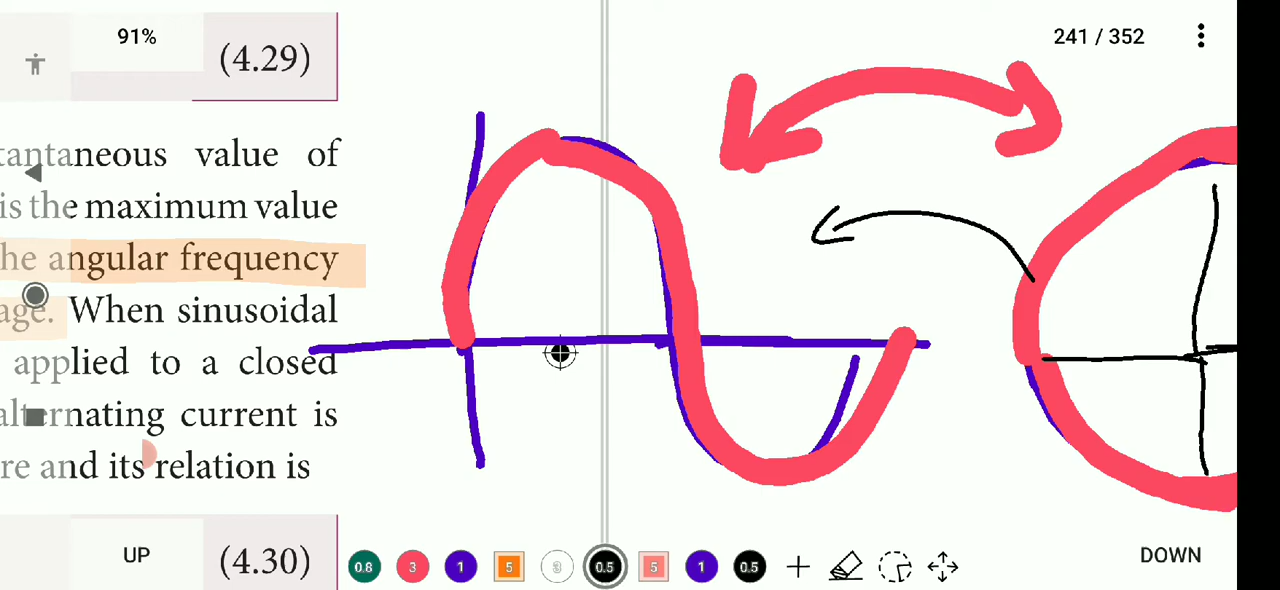 91%
241 / 352
(4.29)
tantaneous value of
is the maximum value
he angular frequency
age. When sinusoidal
applied to a closed
alternating current is
re and its relation is
UP
(4.30)
0.8 3 1 5 3 0.5 5 1 0.5
DOWN